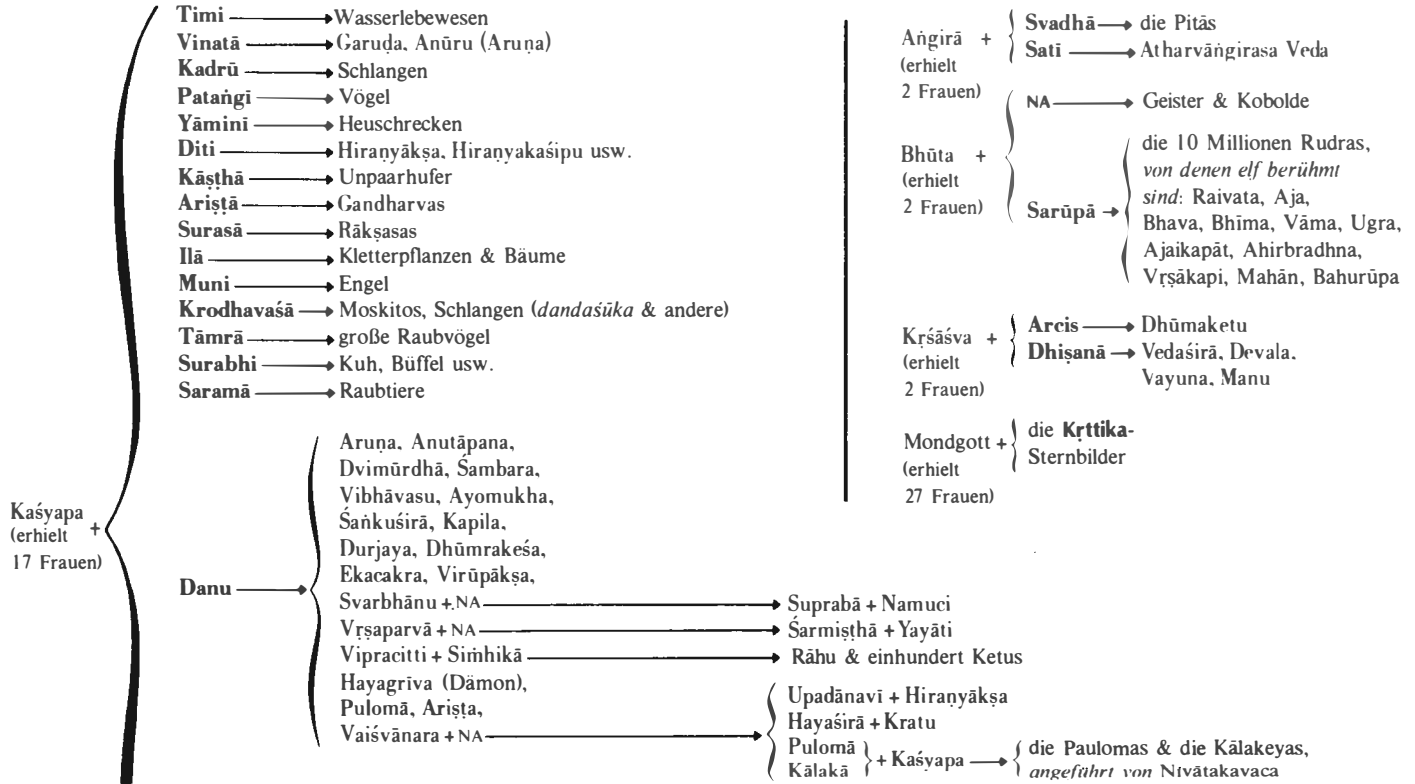 Timi → Wasserlebewesen
Vinatā → Garuḍa, Anūru (Aruṇa)
Kadrū → Schlangen
Pataṅgī → Vögel
Yāminī → Heuschrecken
Diti → Hiraṇyākṣa, Hiraṇyakaśipu usw.
Kāṣṭhā → Unpaarhufer
Ariṣṭā → Gandharvas
Surasā → Rākṣasas
Ilā → Kletterpflanzen & Bäume
Muni → Engel
Krodhavaśā → Moskitos, Schlangen (dandaśūka & andere)
Tāmrā → große Raubvögel
Surabhi → Kuh, Büffel usw.
Saramā → Raubtiere
Kaśyapa +
(erhielt
17 Frauen)
Danu →
Aruṇa, Anutāpana,
Dvimūrdhā, Śambara,
Vibhāvasu, Ayomukha,
Śaṅkuśirā, Kapila,
Durjaya, Dhūmrakeśa,
Ekacakra, Virūpākṣa,
Svarbhānu + NA → Suprabā + Namuci
Vṛṣaparvā + NA → Śarmiṣṭhā + Yayāti
Vipracitti + Siṁhikā → Rāhu & einhundert Ketus
Hayagrīva (Dämon),
Pulomā, Ariṣṭa,
Vaiśvānara + NA →
Upadānavī + Hiraṇyākṣa
Hayaśirā + Kratu
Pulomā
Kālakā
+ Kaśyapa →
die Paulomas & die Kālakeyas,
angeführt von Nivātakavaca
Aṅgirā +
(erhielt
2 Frauen)
Svadhā → die Pitās
Satī → Atharvāṅgirasa Veda
Bhūta +
(erhielt
2 Frauen)
NA → Geister & Kobolde
Sarūpā →
die 10 Millionen Rudras,
von denen elf berühmt
sind: Raivata, Aja,
Bhava, Bhīma, Vāma, Ugra,
Ajaikapāt, Ahirbradhna,
Vṛṣākapi, Mahān, Bahurūpa
Kṛśāśva +
(erhielt
2 Frauen)
Arcis → Dhūmaketu
Dhiṣanā → Vedaśirā, Devala,
Vayuna, Manu
Mondgott +
(erhielt
27 Frauen)
die Kṛttika-
Sternbilder